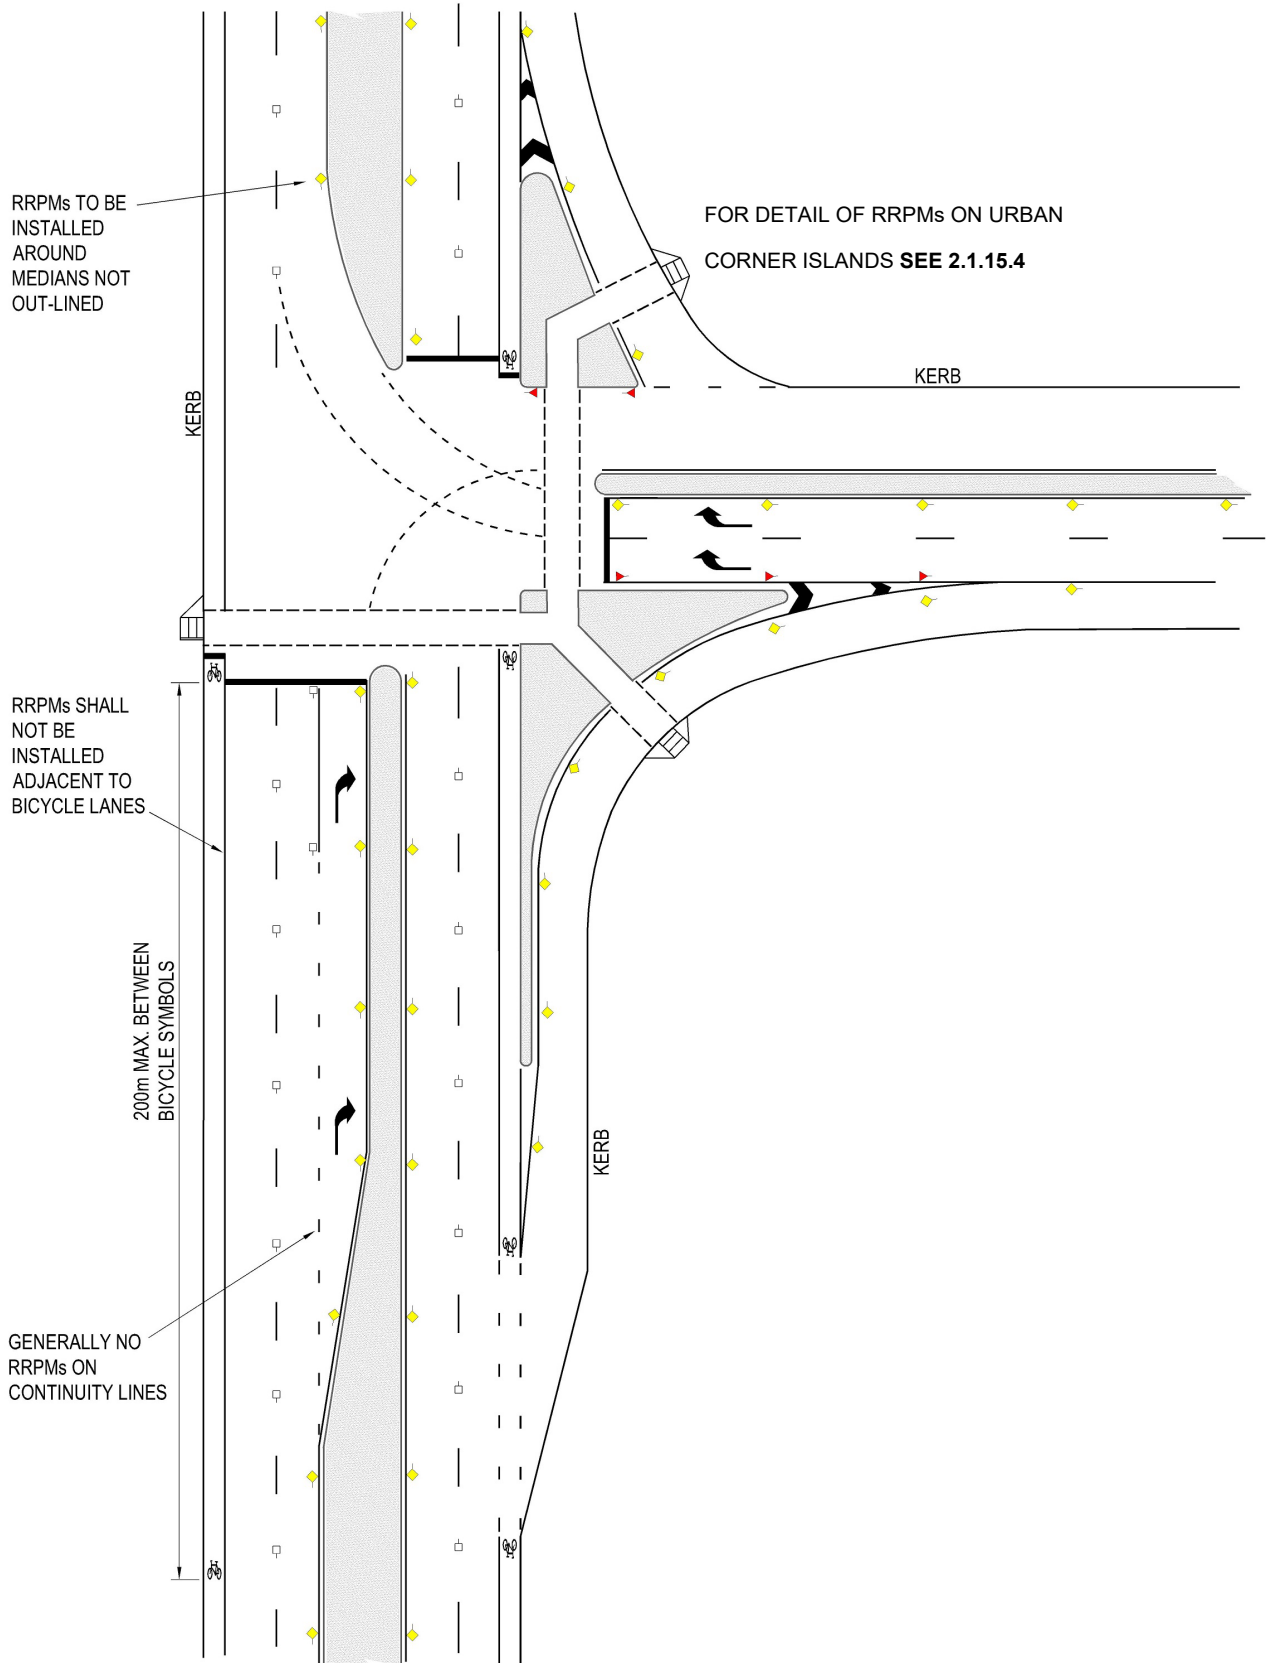 RRPMs TO BE
INSTALLED
AROUND
MEDIANS NOT
OUT-LINED
FOR DETAIL OF RRPMs ON URBAN
CORNER ISLANDS SEE 2.1.15.4
KERB
KERB
RRPMs SHALL
NOT BE
INSTALLED
ADJACENT TO
BICYCLE LANES
200m MAX. BETWEEN
BICYCLE SYMBOLS
KERB
GENERALLY NO
RRPMs ON
CONTINUITY LINES